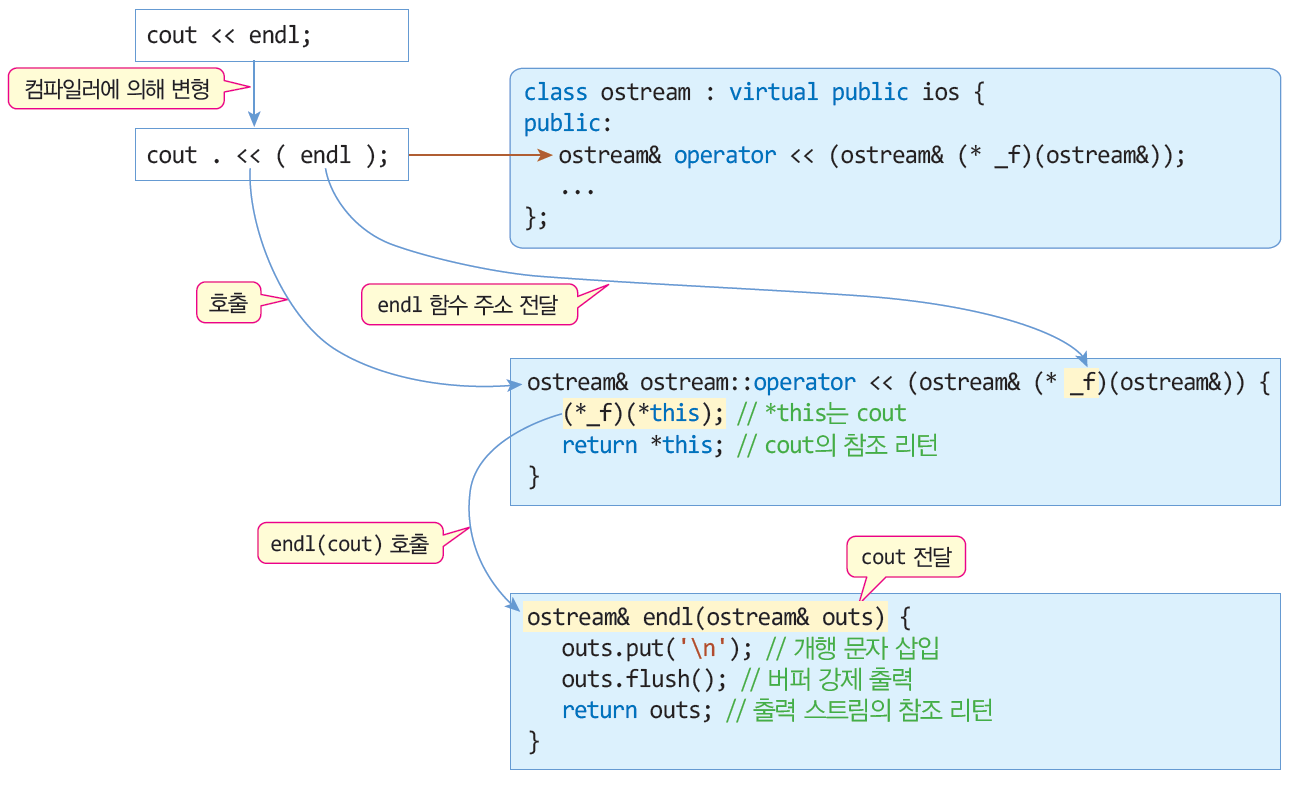 cout << endl;
컴파일러에 의해 변형
cout . << ( endl );
class ostream : virtual public ios {
public:
ostream& operator << (ostream& (* _f)(ostream&));
...
};
호출
endl 함수 주소 전달
ostream& ostream::operator << (ostream& (* _f)(ostream&)) {
(*_f)(*this); // *this는 cout
return *this; // cout의 참조 리턴
}
endl(cout) 호출
cout 전달
ostream& endl(ostream& outs) {
outs.put('\n'); // 개행 문자 삽입
outs.flush(); // 버퍼 강제 출력
return outs; // 출력 스트림의 참조 리턴
}